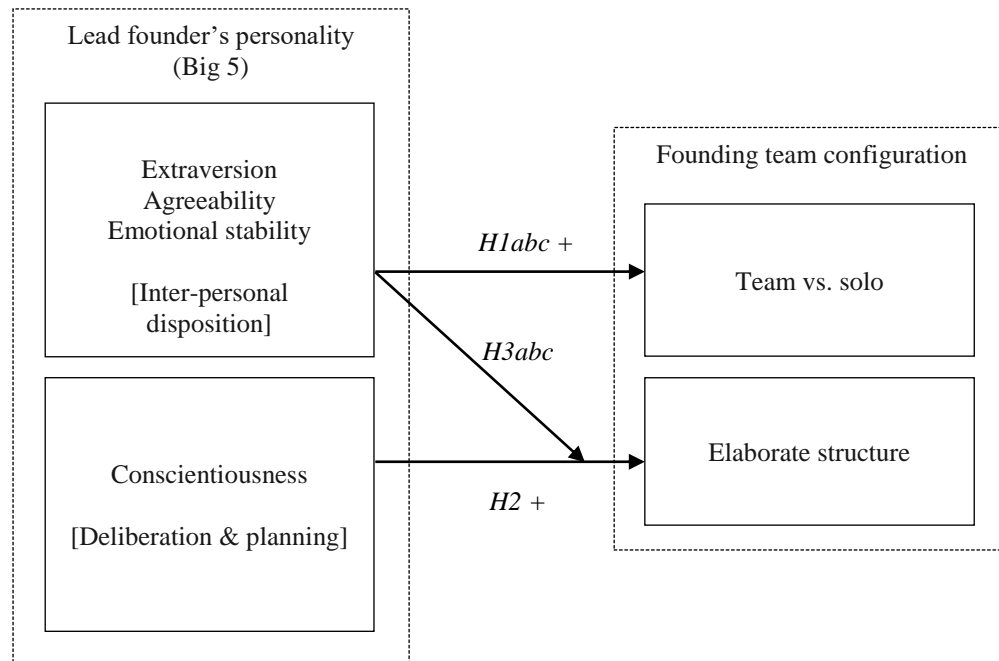 Lead founder’s personality
(Big 5)
Extraversion
Agreeability
Emotional stability
[Inter-personal
disposition]
Conscientiousness
[Deliberation & planning]
H1abc +
H3abc
H2 +
Founding team configuration
Team vs. solo
Elaborate structure